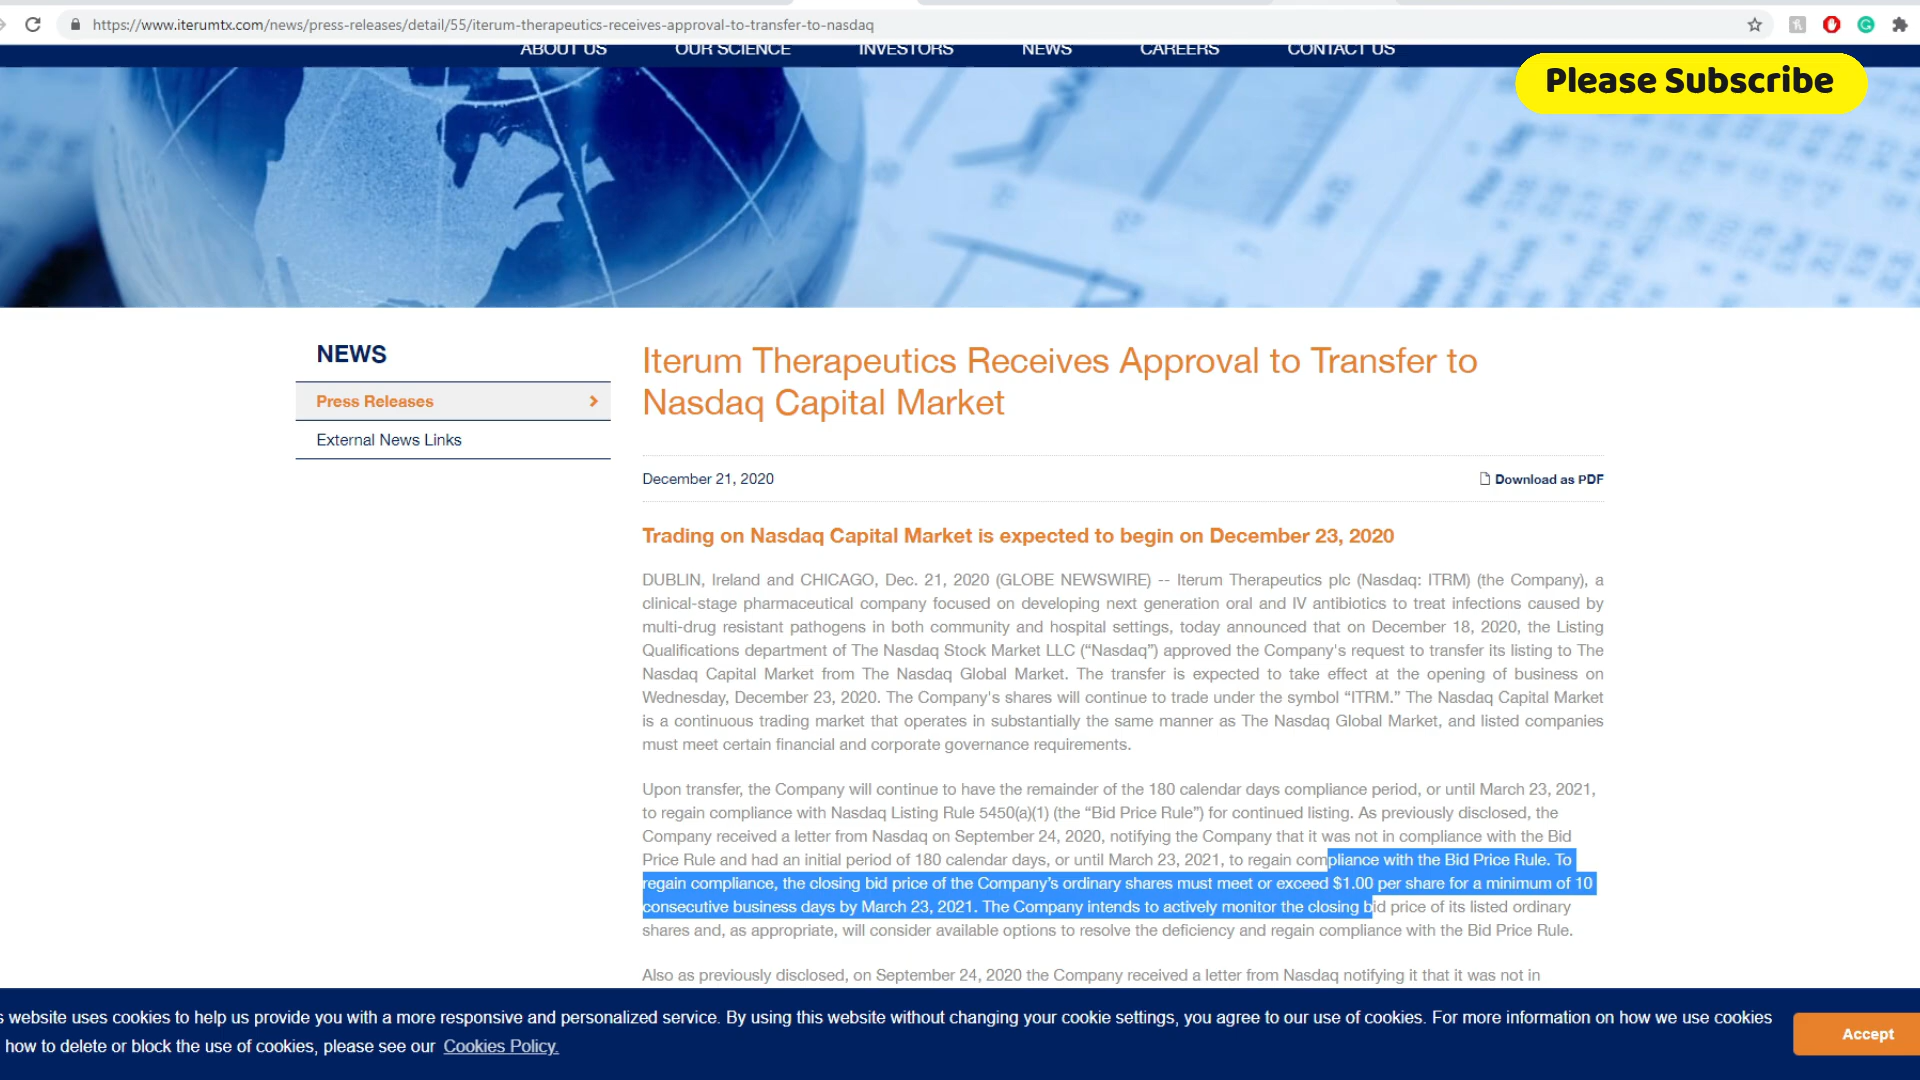 https://www.iterumtx.com/news/press-releases/detail/55/iterum-therapeutics-receives-approval-to-transfer-to-nasdaq
ABOUT US OUR SCIENCE INVESTORS NEWS CAREERS CONTACT US
Please Subscribe
NEWS
Press Releases
External News Links
Iterum Therapeutics Receives Approval to Transfer to
Nasdaq Capital Market
December 21, 2020
Download as PDF
Trading on Nasdaq Capital Market is expected to begin on December 23, 2020
DUBLIN, Ireland and CHICAGO, Dec. 21, 2020 (GLOBE NEWSWIRE) -- Iterum Therapeutics plc (Nasdaq: ITRM) (the Company), a
clinical-stage pharmaceutical company focused on developing next generation oral and IV antibiotics to treat infections caused by
multi-drug resistant pathogens in both community and hospital settings, today announced that on December 18, 2020, the Listing
Qualifications department of The Nasdaq Stock Market LLC (“Nasdaq”) approved the Company's request to transfer its listing to The
Nasdaq Capital Market from The Nasdaq Global Market. The transfer is expected to take effect at the opening of business on
Wednesday, December 23, 2020. The Company's shares will continue to trade under the symbol “ITRM.” The Nasdaq Capital Market
is a continuous trading market that operates in substantially the same manner as The Nasdaq Global Market, and listed companies
must meet certain financial and corporate governance requirements.
Upon transfer, the Company will continue to have the remainder of the 180 calendar days compliance period, or until March 23, 2021,
to regain compliance with Nasdaq Listing Rule 5450(a)(1) (the “Bid Price Rule”) for continued listing. As previously disclosed, the
Company received a letter from Nasdaq on September 24, 2020, notifying the Company that it was not in compliance with the Bid
Price Rule and had an initial period of 180 calendar days, or until March 23, 2021, to regain compliance with the Bid Price Rule. To
regain compliance, the closing bid price of the Company’s ordinary shares must meet or exceed $1.00 per share for a minimum of 10
consecutive business days by March 23, 2021. The Company intends to actively monitor the closing bid price of its listed ordinary
shares and, as appropriate, will consider available options to resolve the deficiency and regain compliance with the Bid Price Rule.
Also as previously disclosed, on September 24, 2020 the Company received a letter from Nasdaq notifying it that it was not in
s website uses cookies to help us provide you with a more responsive and personalized service. By using this website without changing your cookie settings, you agree to our use of cookies. For more information on how we use cookies
how to delete or block the use of cookies, please see our Cookies Policy.
Accept